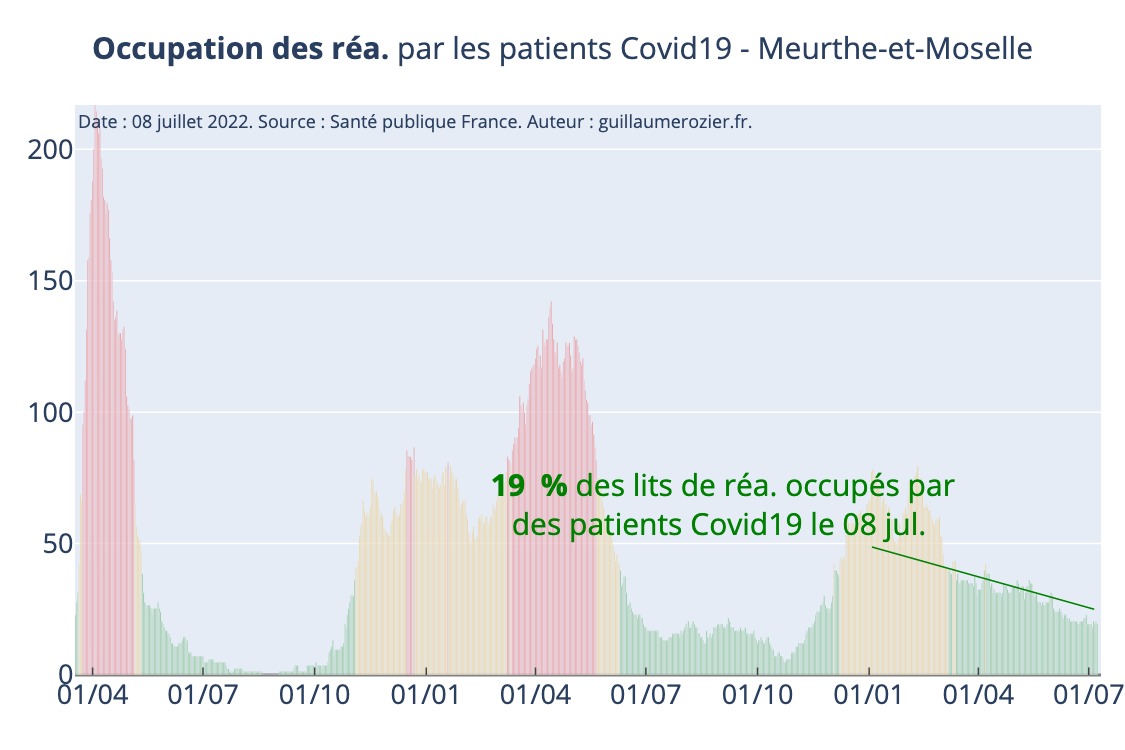 Occupation des réa. par les patients Covid19 - Meurthe-et-Moselle
Date : 08 juillet 2022. Source : Santé publique France. Auteur : guillaumerozier.fr.
200
150
100
19 % des lits de réa. occupés par
des patients Covid19 le 08 jul.
50
0
01/04 01/07 01/10 01/01 01/04 01/07 01/10 01/01 01/04 01/07